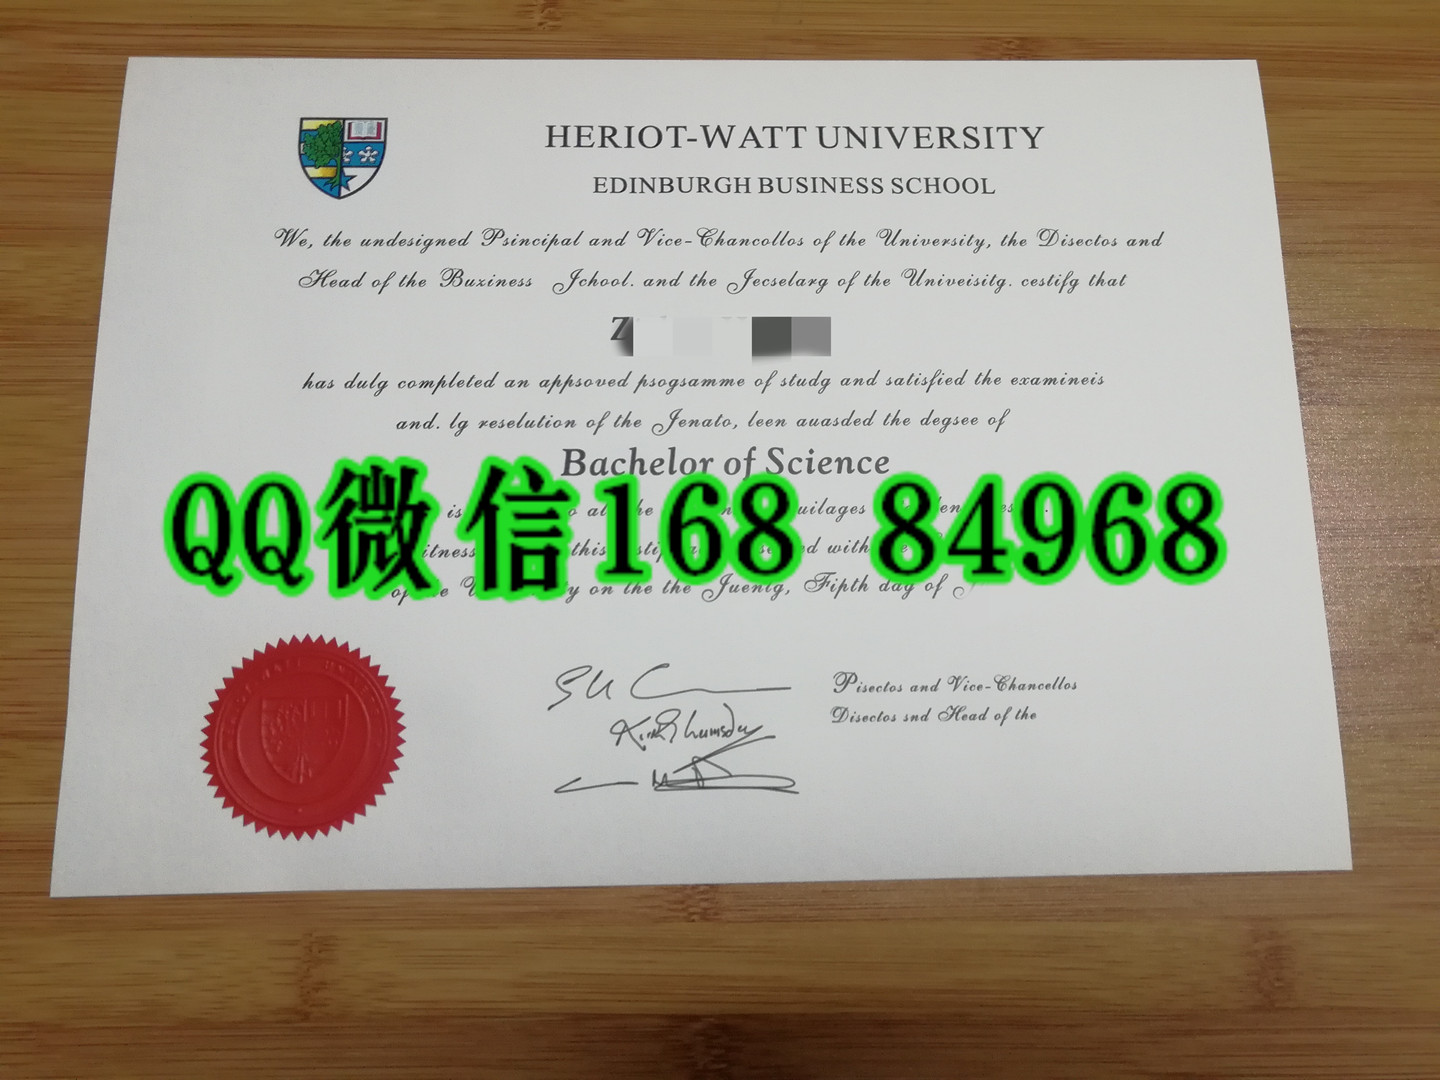 HERIOT-WATT UNIVERSITY
EDINBURGH BUSINESS SCHOOL
We, the undesigned Psincipal and Vice-Chancollos of the University, the Disectos and
Head of the Buziness Jchool. and the Jecselarg of the Univeisitg. cestifg that
Z
has dulg completed an appsoved psogsamme of studg and satisfied the examineis
and. lg reselution of the Jenato, leen auasded the degsee of
Bachelor of Science
QQ微信168 84968
on the the Juentg, Fifth day of
Pisectos and Vice-Chancellos
Disectos snd Head of the